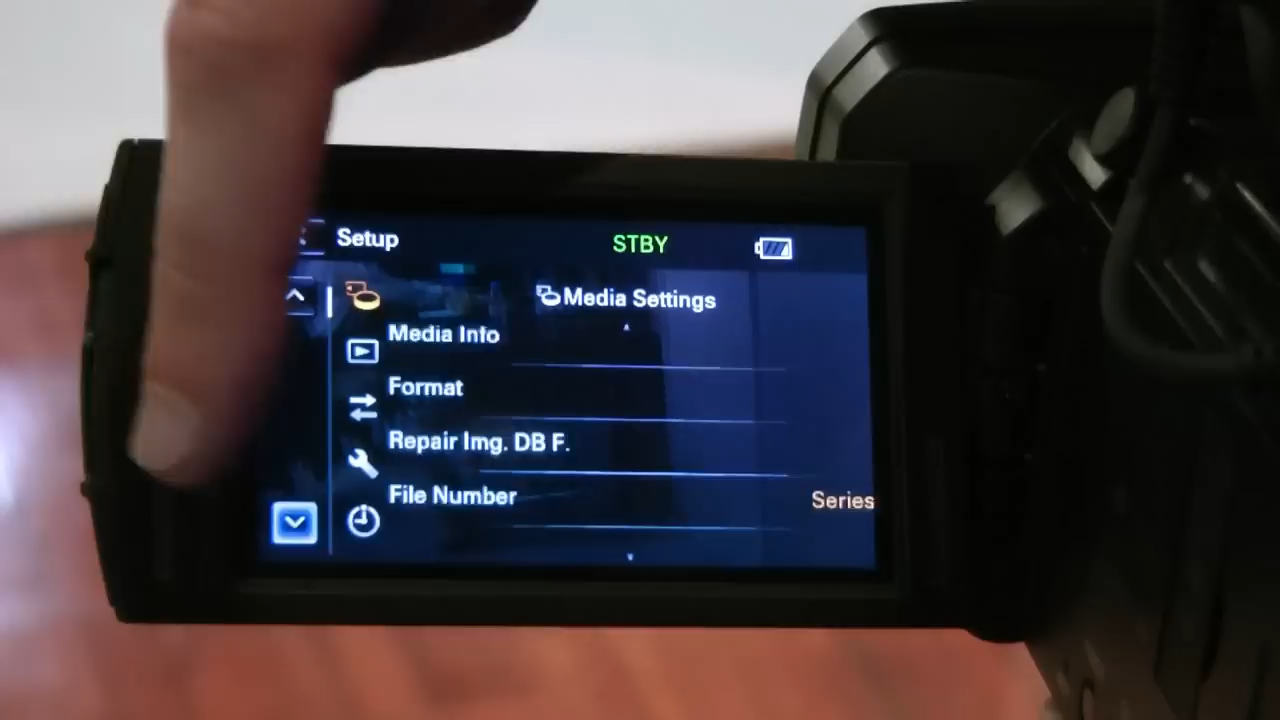 Setup STBY
Media Settings
Media Info
Format
Repair Img. DB F.
File Number Series